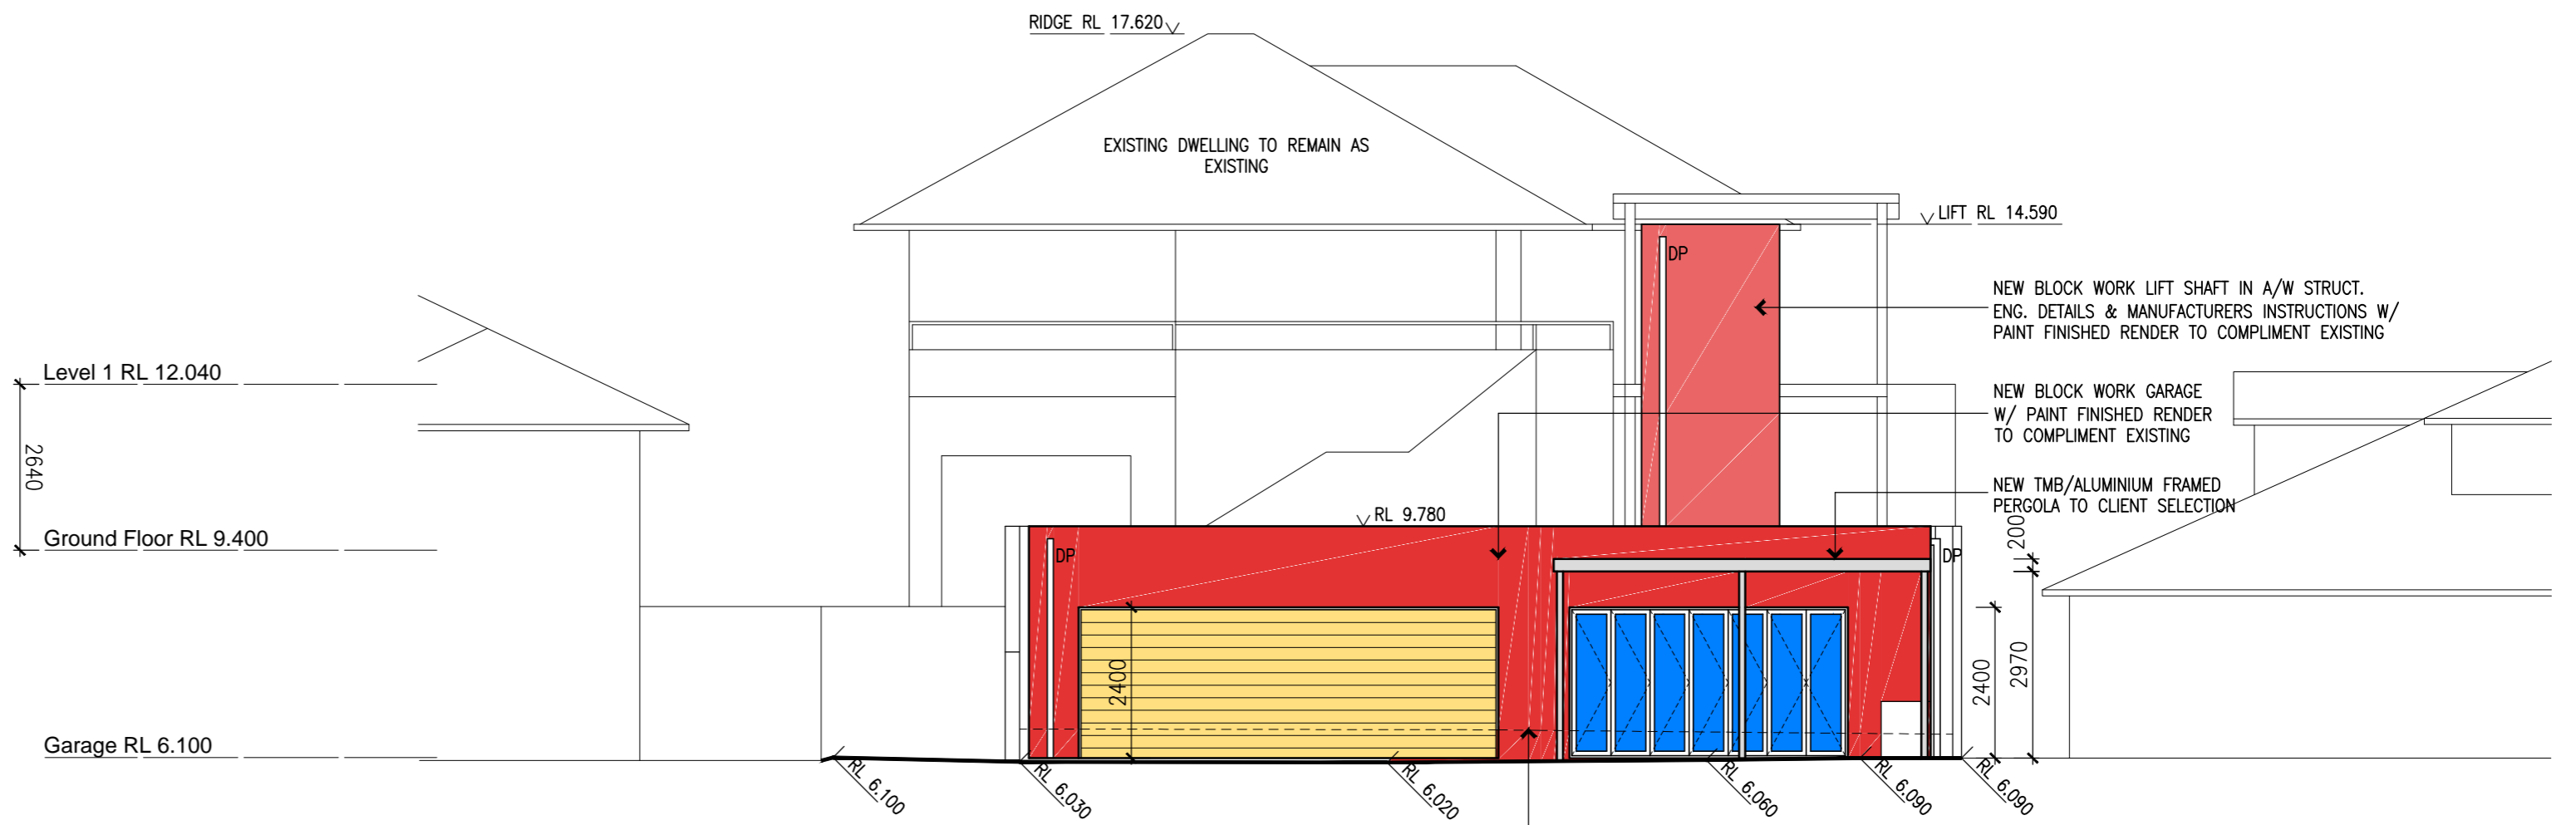 RIDGE RL 17.620
EXISTING DWELLING TO REMAIN AS
EXISTING
LIFT RL 14.590
DP
NEW BLOCK WORK LIFT SHAFT IN A/W STRUCT.
ENG. DETAILS & MANUFACTURERS INSTRUCTIONS W/
PAINT FINISHED RENDER TO COMPLIMENT EXISTING
Level 1 RL 12.040
NEW BLOCK WORK GARAGE
W/ PAINT FINISHED RENDER
TO COMPLIMENT EXISTING
2640
NEW TMB/ALUMINIUM FRAMED
PERGOLA TO CLIENT SELECTION
RL 9.780
Ground Floor RL 9.400
200
DP
DP
2400
2400
2970
Garage RL 6.100
RL 6.100
RL 6.030
RL 6.020
RL 6.060
RL 6.090
RL 6.090